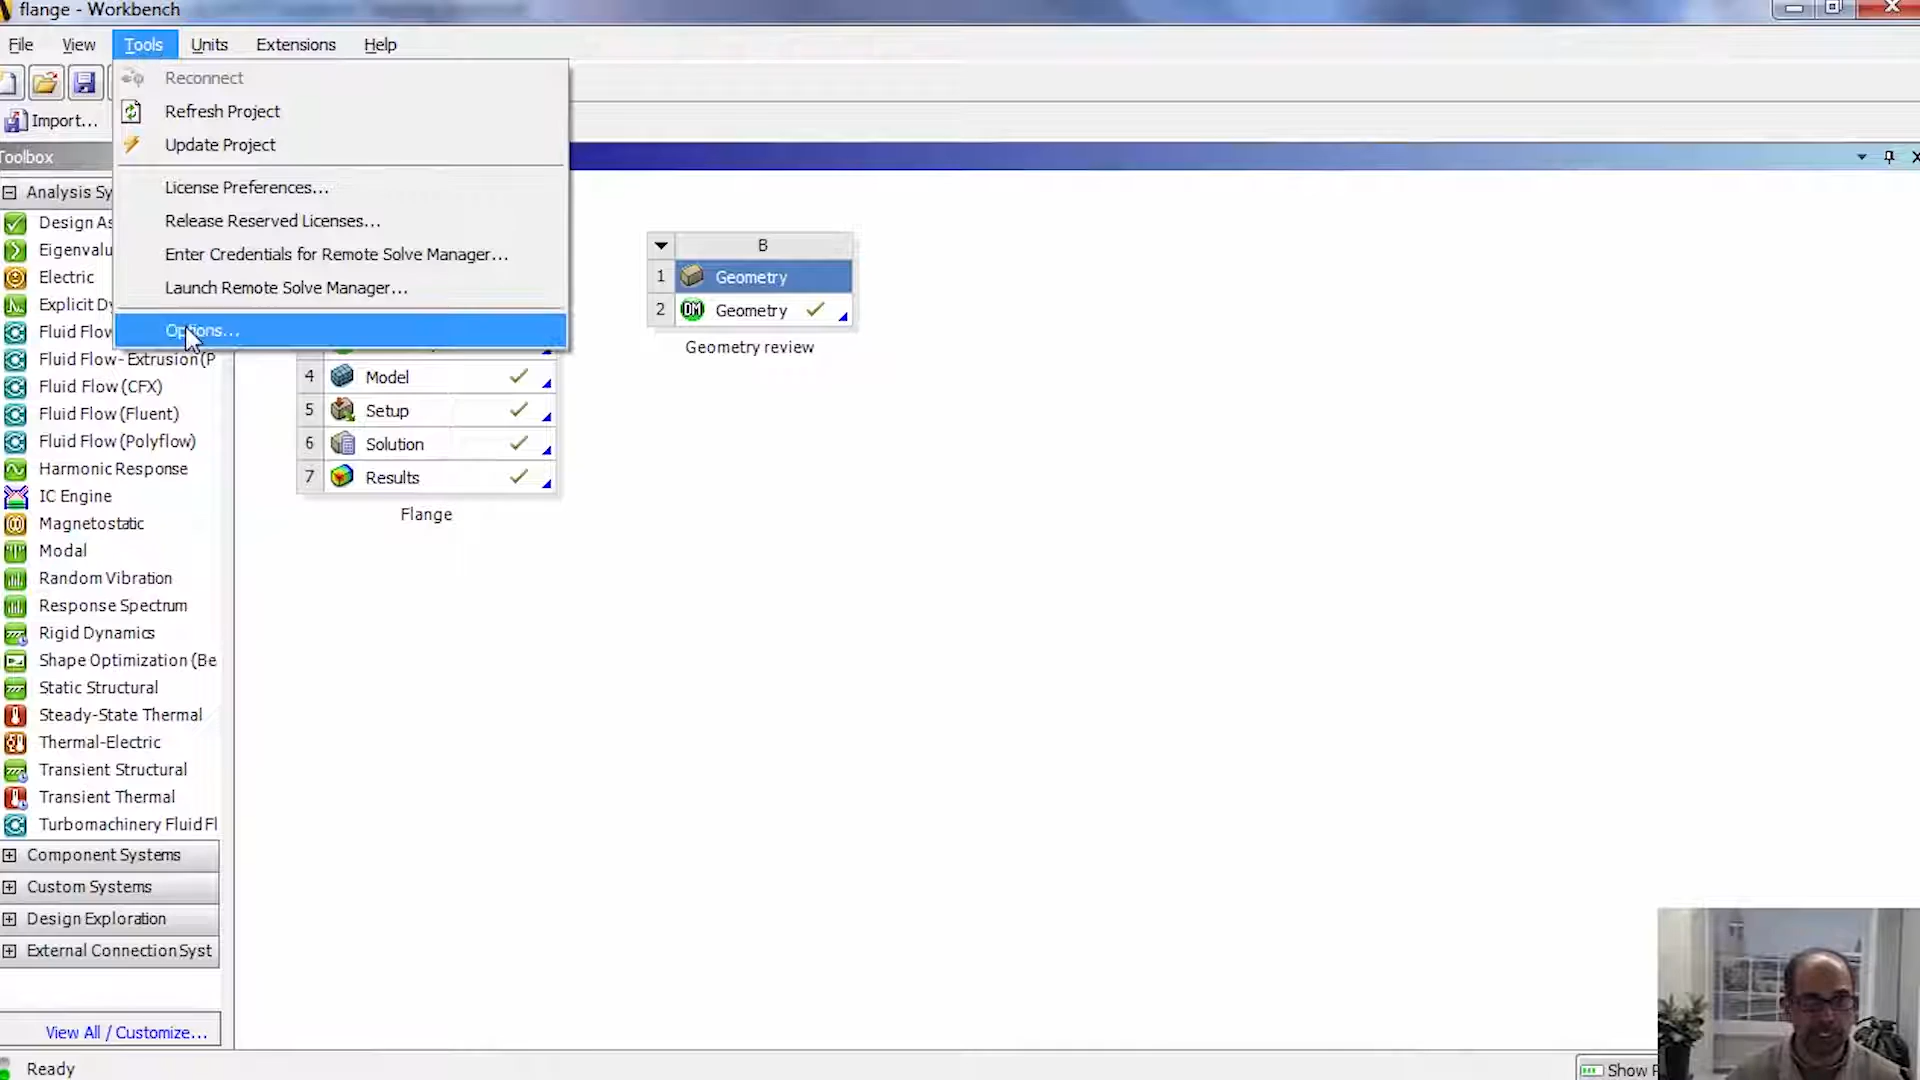 flange - Workbench
File View Tools Units Extensions Help
Reconnect
Refresh Project
Import...
Update Project
Toolbox
License Preferences...
Analysis Sy
Release Reserved Licenses...
Design As
B
Eigenvalu
Enter Credentials for Remote Solve Manager...
Electric
1 Geometry
Launch Remote Solve Manager...
Explicit Dy
2 DM Geometry
Fluid Flow
Options...
Geometry review
Fluid Flow- Extrusion (P
4 Model
Fluid Flow (CFX)
5 Setup
Fluid Flow (Fluent)
6 Solution
Fluid Flow (Polyflow)
7 Results
Harmonic Response
Flange
IC Engine
Magnetostatic
Modal
Random Vibration
Response Spectrum
Rigid Dynamics
Shape Optimization (Be
Static Structural
Steady-State Thermal
Thermal-Electric
Transient Structural
Transient Thermal
Turbomachinery Fluid Fl
Component Systems
Custom Systems
Design Exploration
External Connection Syst
View All / Customize...
Ready
Show P